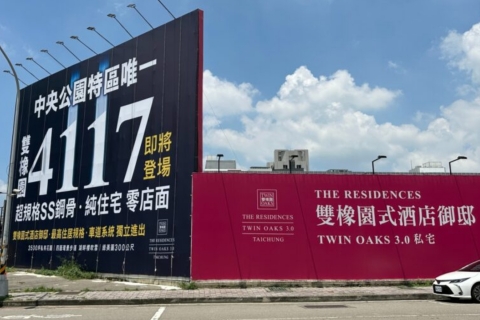 中央公園特區唯一
雙橡園
4117
即將
登場
超規格SS鋼骨．純住宅 零店面
雙橡園式酒店御邸．最高住居規格．車道系統 獨立進出
THE RESIDENCES
TWIN OAKS 3.0
TAICHUNG
THE RESIDENCES
雙橡園式酒店御邸
TWIN OAKS 3.0 私宅